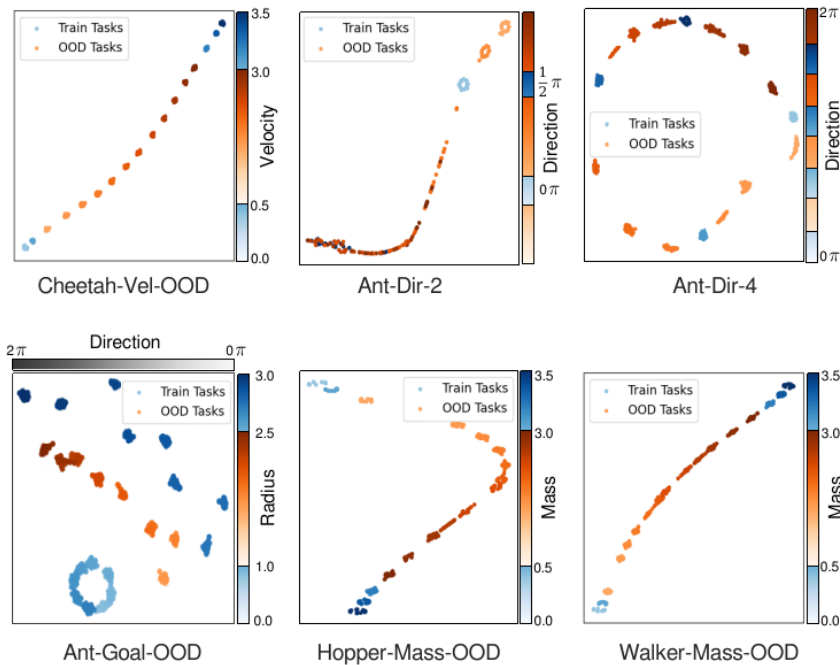 Train Tasks
OOD Tasks
3.5
3.0
0.5
0.0
Velocity
Cheetah-Vel-OOD
Train Tasks
OOD Tasks
1/2 π
0π
Direction
Ant-Dir-2
Train Tasks
OOD Tasks
2π
0π
Direction
Ant-Dir-4
Direction
2π
0π
Train Tasks
OOD Tasks
3.0
2.5
1.0
0.0
Radius
Ant-Goal-OOD
Train Tasks
OOD Tasks
3.5
3.0
0.5
0.0
Mass
Hopper-Mass-OOD
Train Tasks
OOD Tasks
3.5
3.0
0.5
0.0
Mass
Walker-Mass-OOD